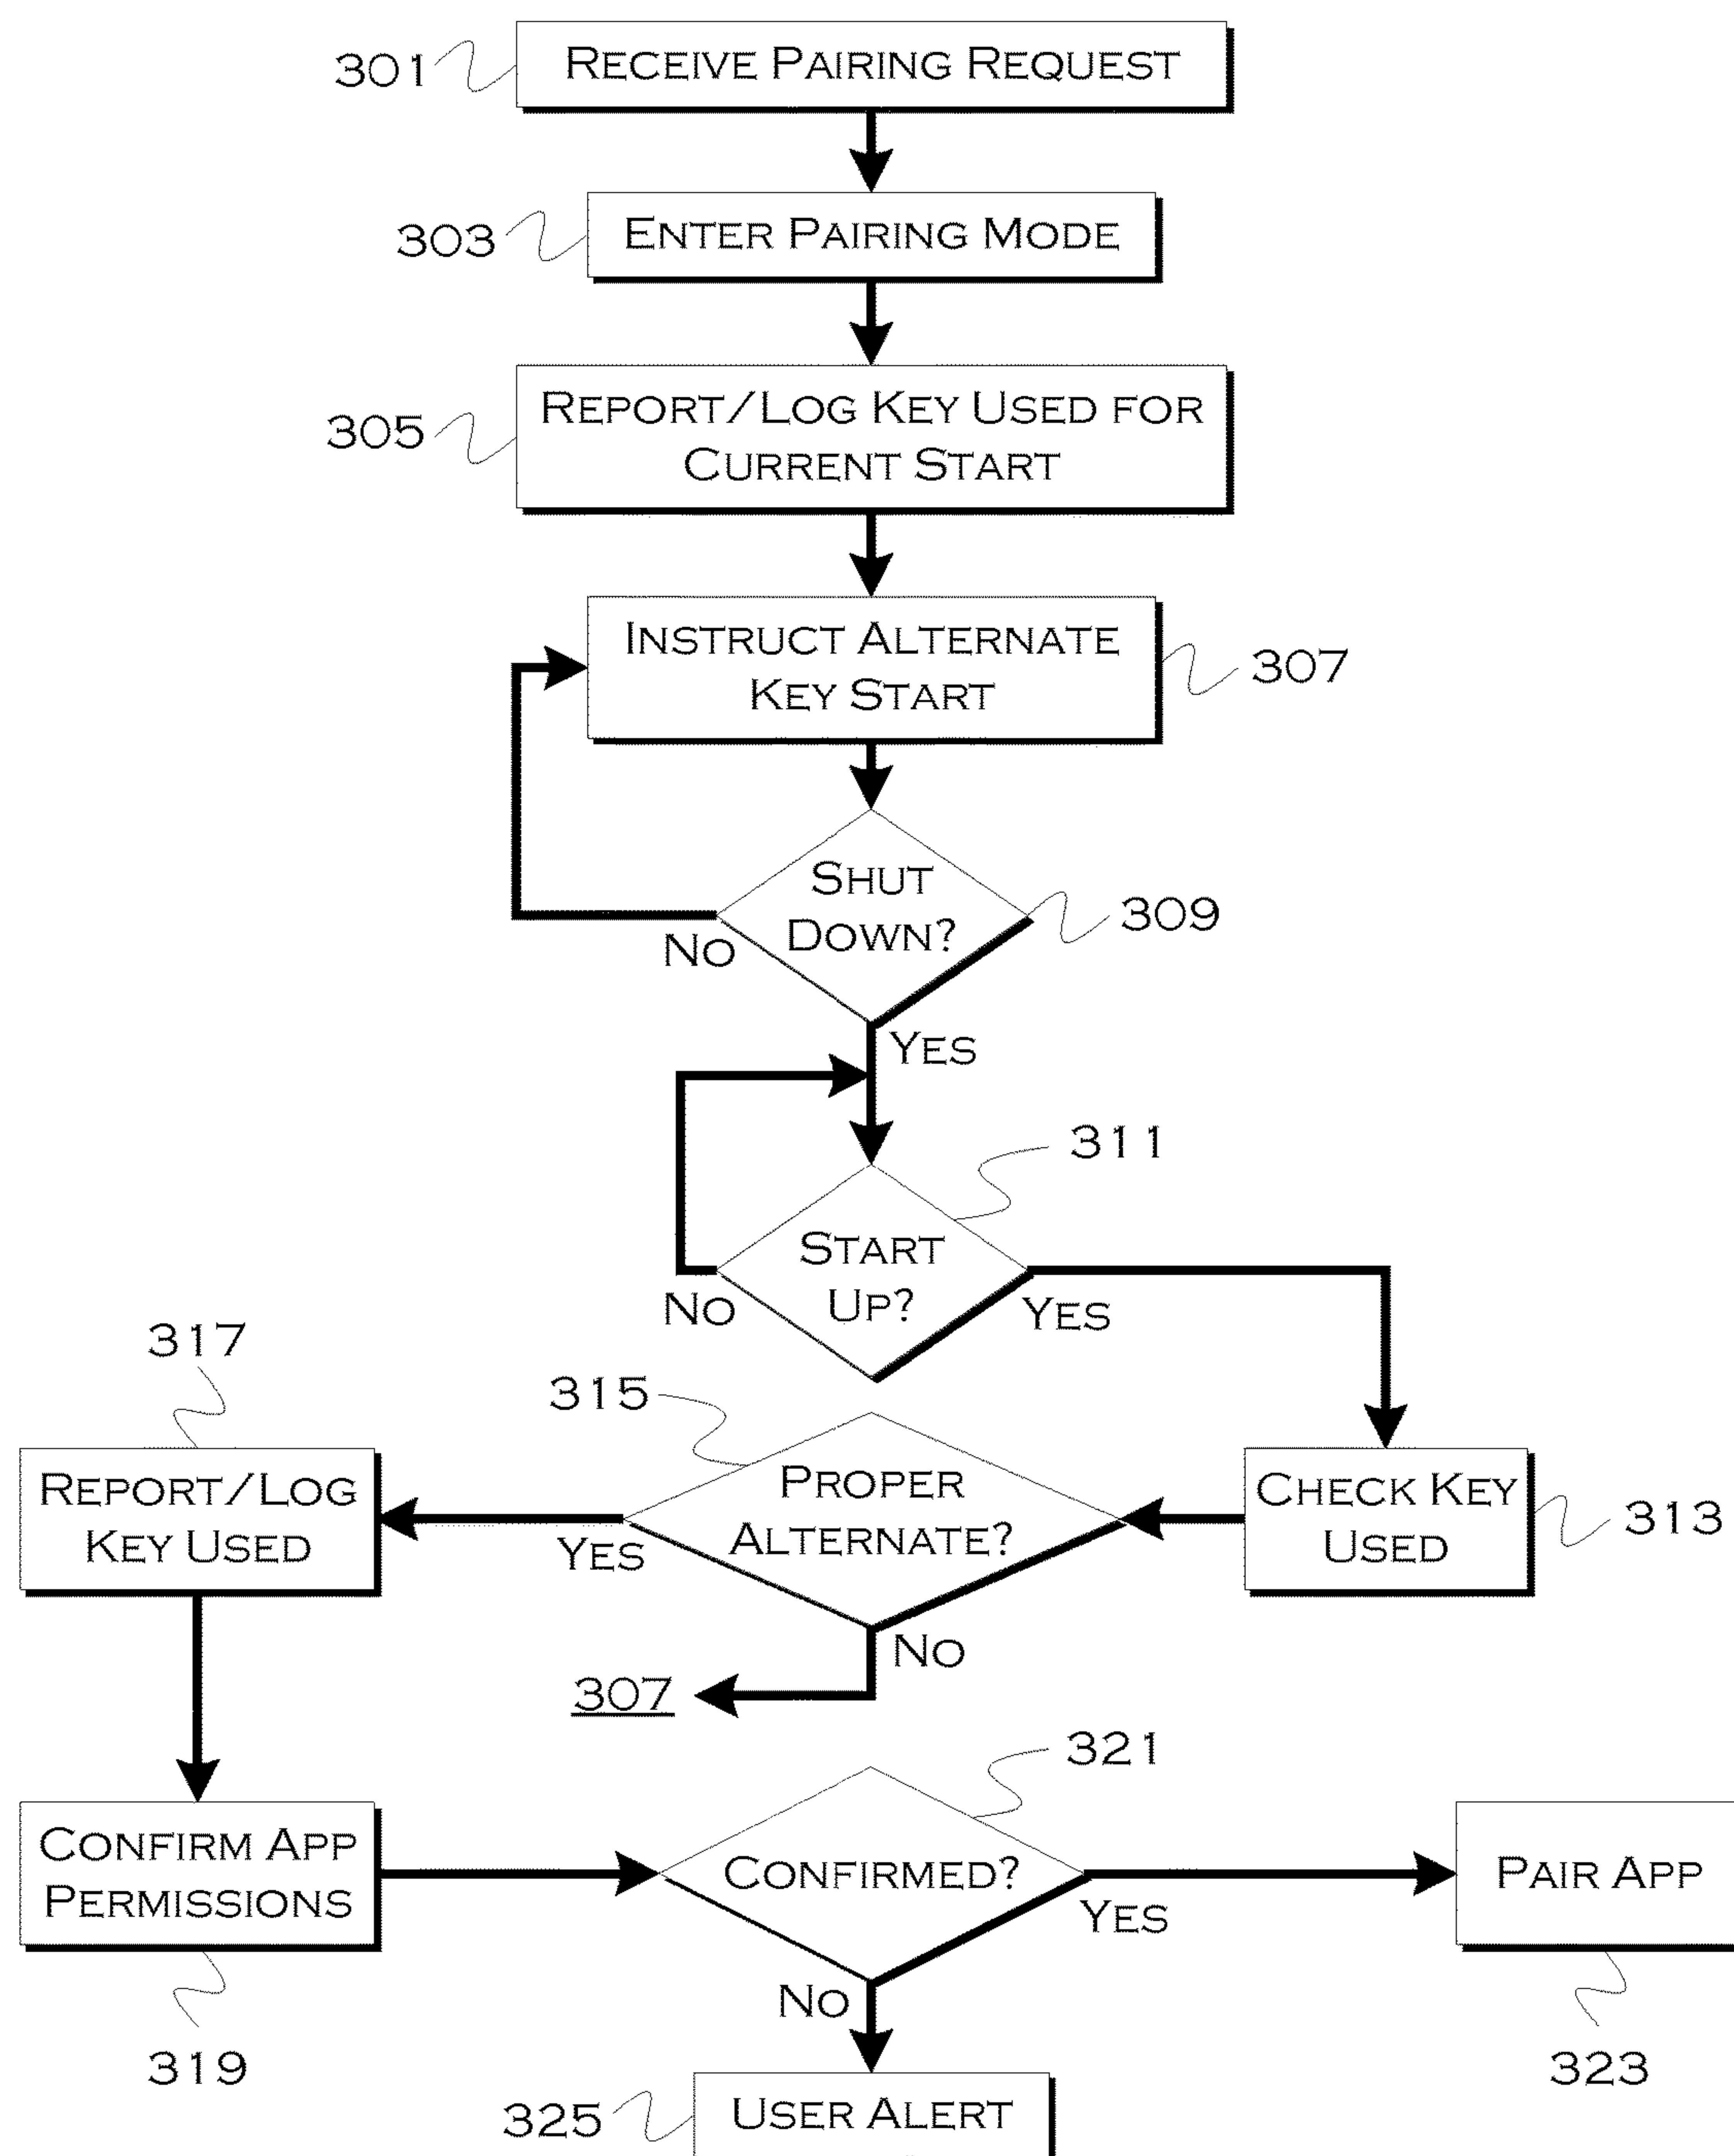 301
RECEIVE PAIRING REQUEST
303
ENTER PAIRING MODE
305
REPORT/LOG KEY USED FOR
CURRENT START
INSTRUCT ALTERNATE
KEY START
307
SHUT
DOWN?
309
NO
YES
311
START
UP?
NO
YES
317
315
REPORT/LOG
KEY USED
PROPER
ALTERNATE?
CHECK KEY
USED
313
YES
NO
307
321
CONFIRM APP
PERMISSIONS
CONFIRMED?
PAIR APP
YES
NO
319
323
325
USER ALERT